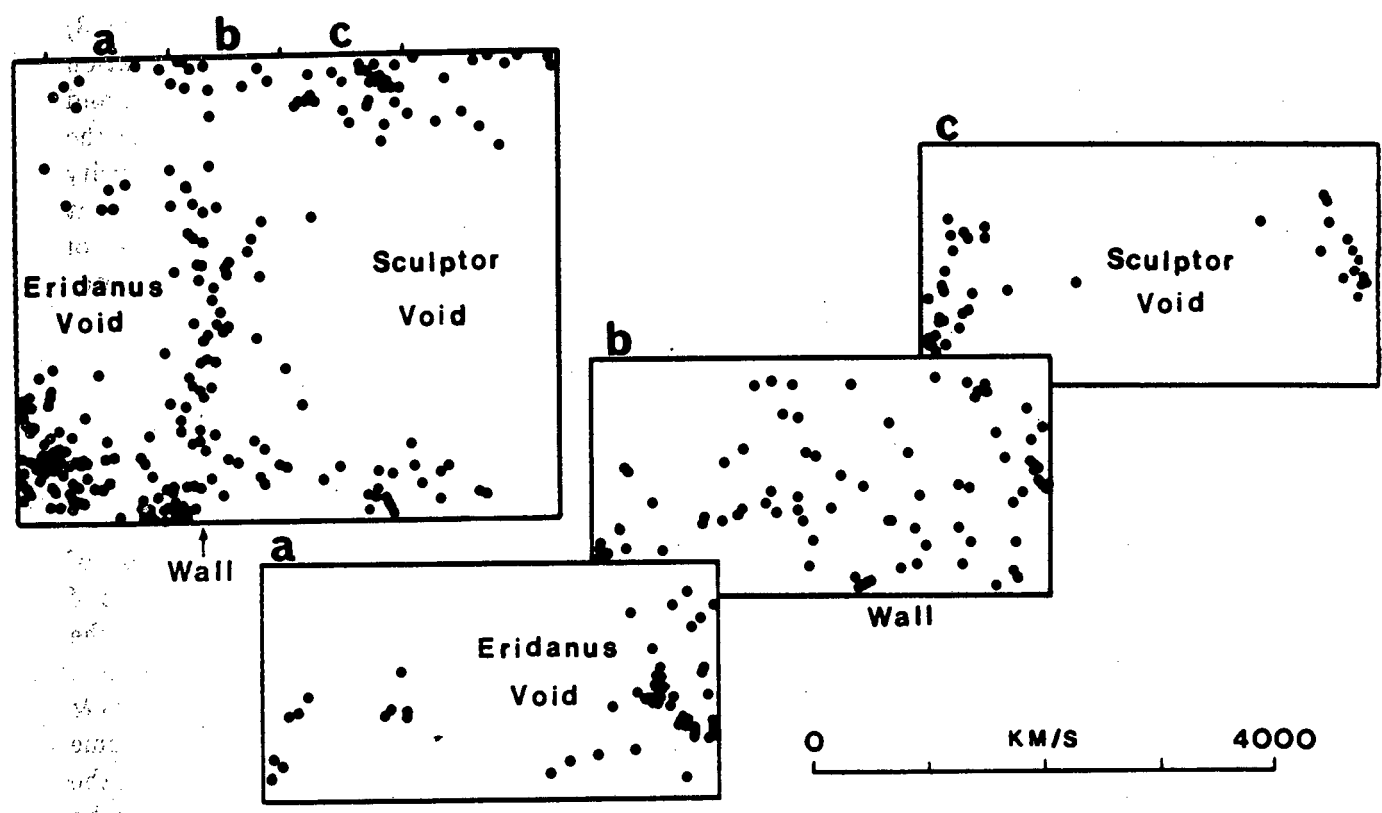 a b c
Eridanus
Void
Sculptor
Void
Wall
c
Sculptor
Void
b
Wall
a
Eridanus
Void
0 KM/S 4000